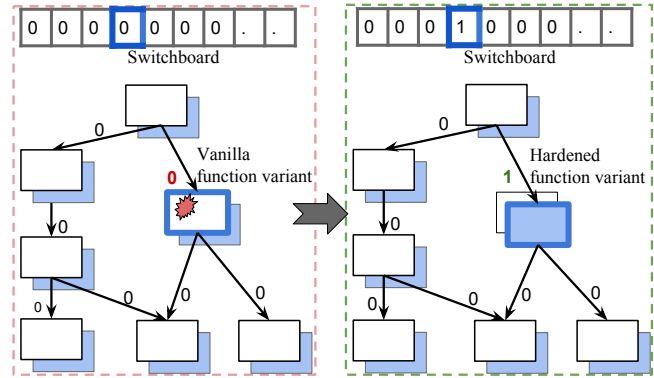 0 0 0 0 0 0 0 . .
Switchboard
0
Vanilla
0 function variant
0
0 0 0
0 0 0 1 0 0 0 . .
Switchboard
0
Hardened
1 function variant
0
0 0 0